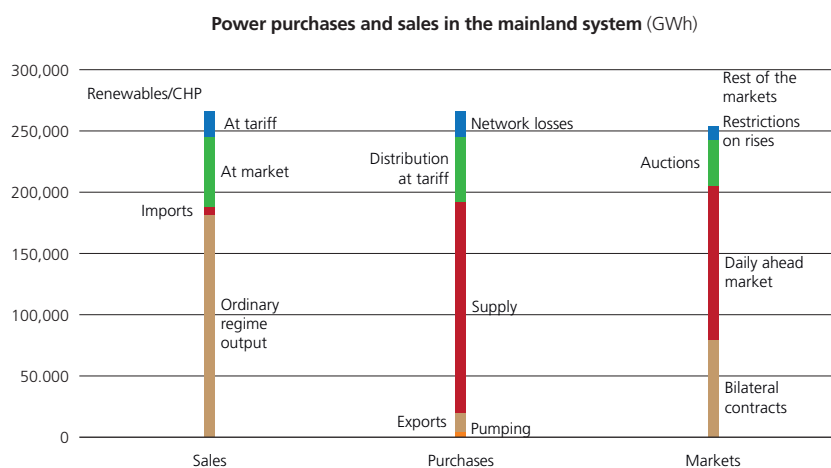 Power purchases and sales in the mainland system (GWh)
300,000
250,000
200,000
150,000
100,000
50.000
0
Renewables/CHP
At tariff
At market
Imports
Ordinary
regime
output
Sales
Network losses
Distribution
at tariff
Supply
Exports
Pumping
Purchases
Rest of the
markets
Restrictions
on rises
Auctions
Daily ahead
market
Bilateral
contracts
Markets